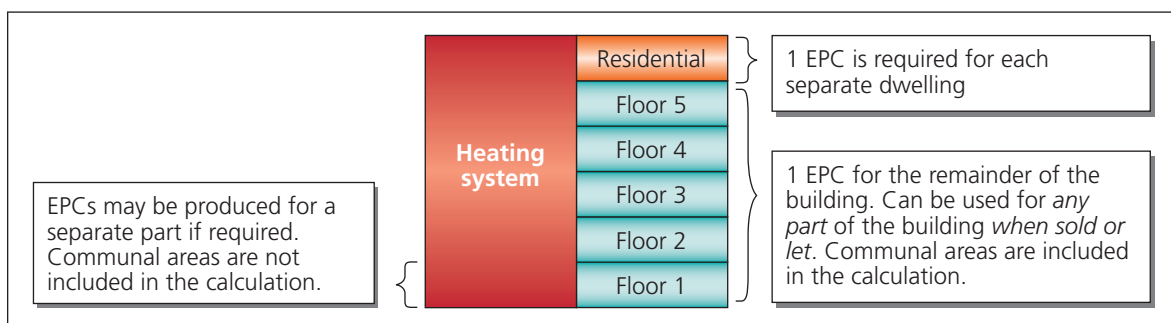 Residential
Floor 5
Floor 4
Floor 3
Floor 2
Floor 1
Heating
system
1 EPC is required for each
separate dwelling
1 EPC for the remainder of the
building. Can be used for any
part of the building when sold or
let. Communal areas are included
in the calculation.
EPCs may be produced for a
separate part if required.
Communal areas are not
included in the calculation.